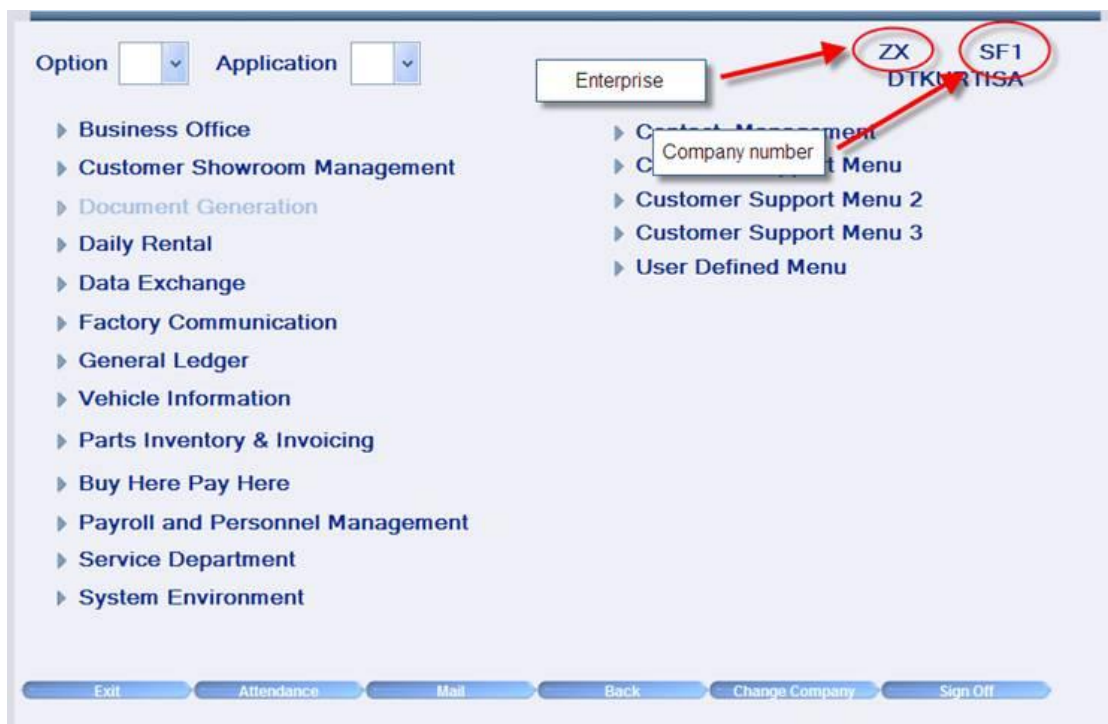 Option Application ZX SF1
Enterprise
DTKURTISA
Business Office
Customer Showroom Management
Document Generation
Daily Rental
Data Exchange
Factory Communication
General Ledger
Vehicle Information
Parts Inventory & Invoicing
Buy Here Pay Here
Payroll and Personnel Management
Service Department
System Environment
Contact Management
Company number
Menu
Customer Support Menu 2
Customer Support Menu 3
User Defined Menu
Exit Attendance Mail Back Change Company Sign Off